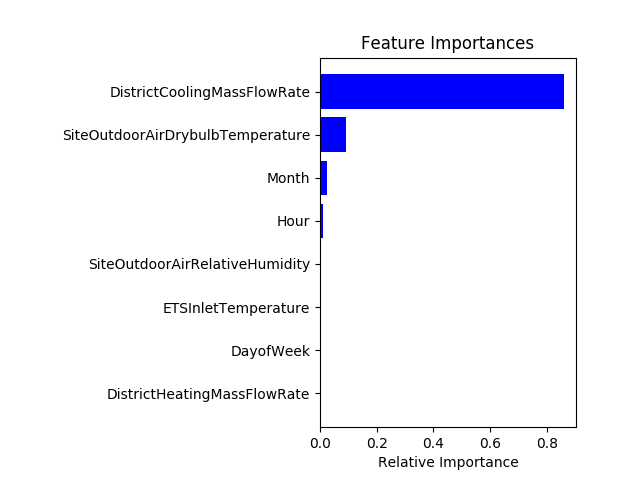 Feature Importances
DistrictCoolingMassFlowRate
SiteOutdoorAirDrybulbTemperature
Month
Hour
SiteOutdoorAirRelativeHumidity
ETSInletTemperature
DayofWeek
DistrictHeatingMassFlowRate
0.0 0.2 0.4 0.6 0.8
Relative Importance